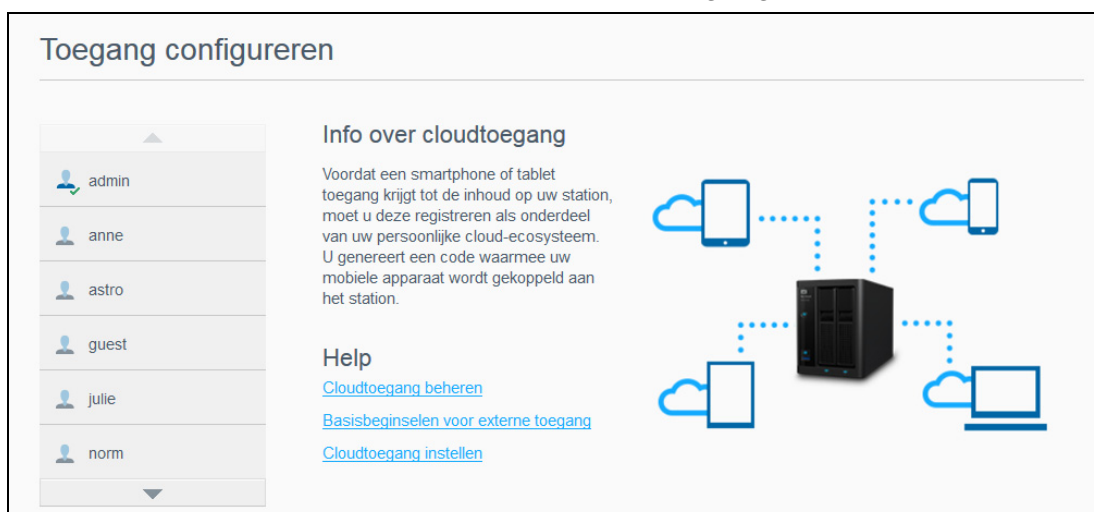 Toegang configureren
admin
anne
astro
guest
julie
norm
Info over cloudtoegang
Voordat een smartphone of tablet
toegang krijgt tot de inhoud op uw station,
moet u deze registreren als onderdeel
van uw persoonlijke cloud-ecosysteem.
U genereert een code waarmee uw
mobiele apparaat wordt gekoppeld aan
het station.
Help
Cloudtoegang beheren
Basisbeginselen voor externe toegang
Cloudtoegang instellen